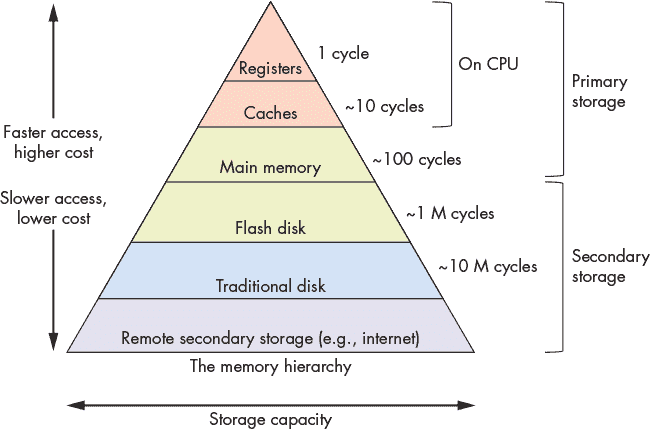 1 cycle
Registers
On CPU
Primary
storage
Caches
~10 cycles
Faster access,
higher cost
Main memory
~100 cycles
Slower access,
lower cost
Flash disk
~1 M cycles
Secondary
storage
~10 M cycles
Traditional disk
Remote secondary storage (e.g., internet)
The memory hierarchy
Storage capacity